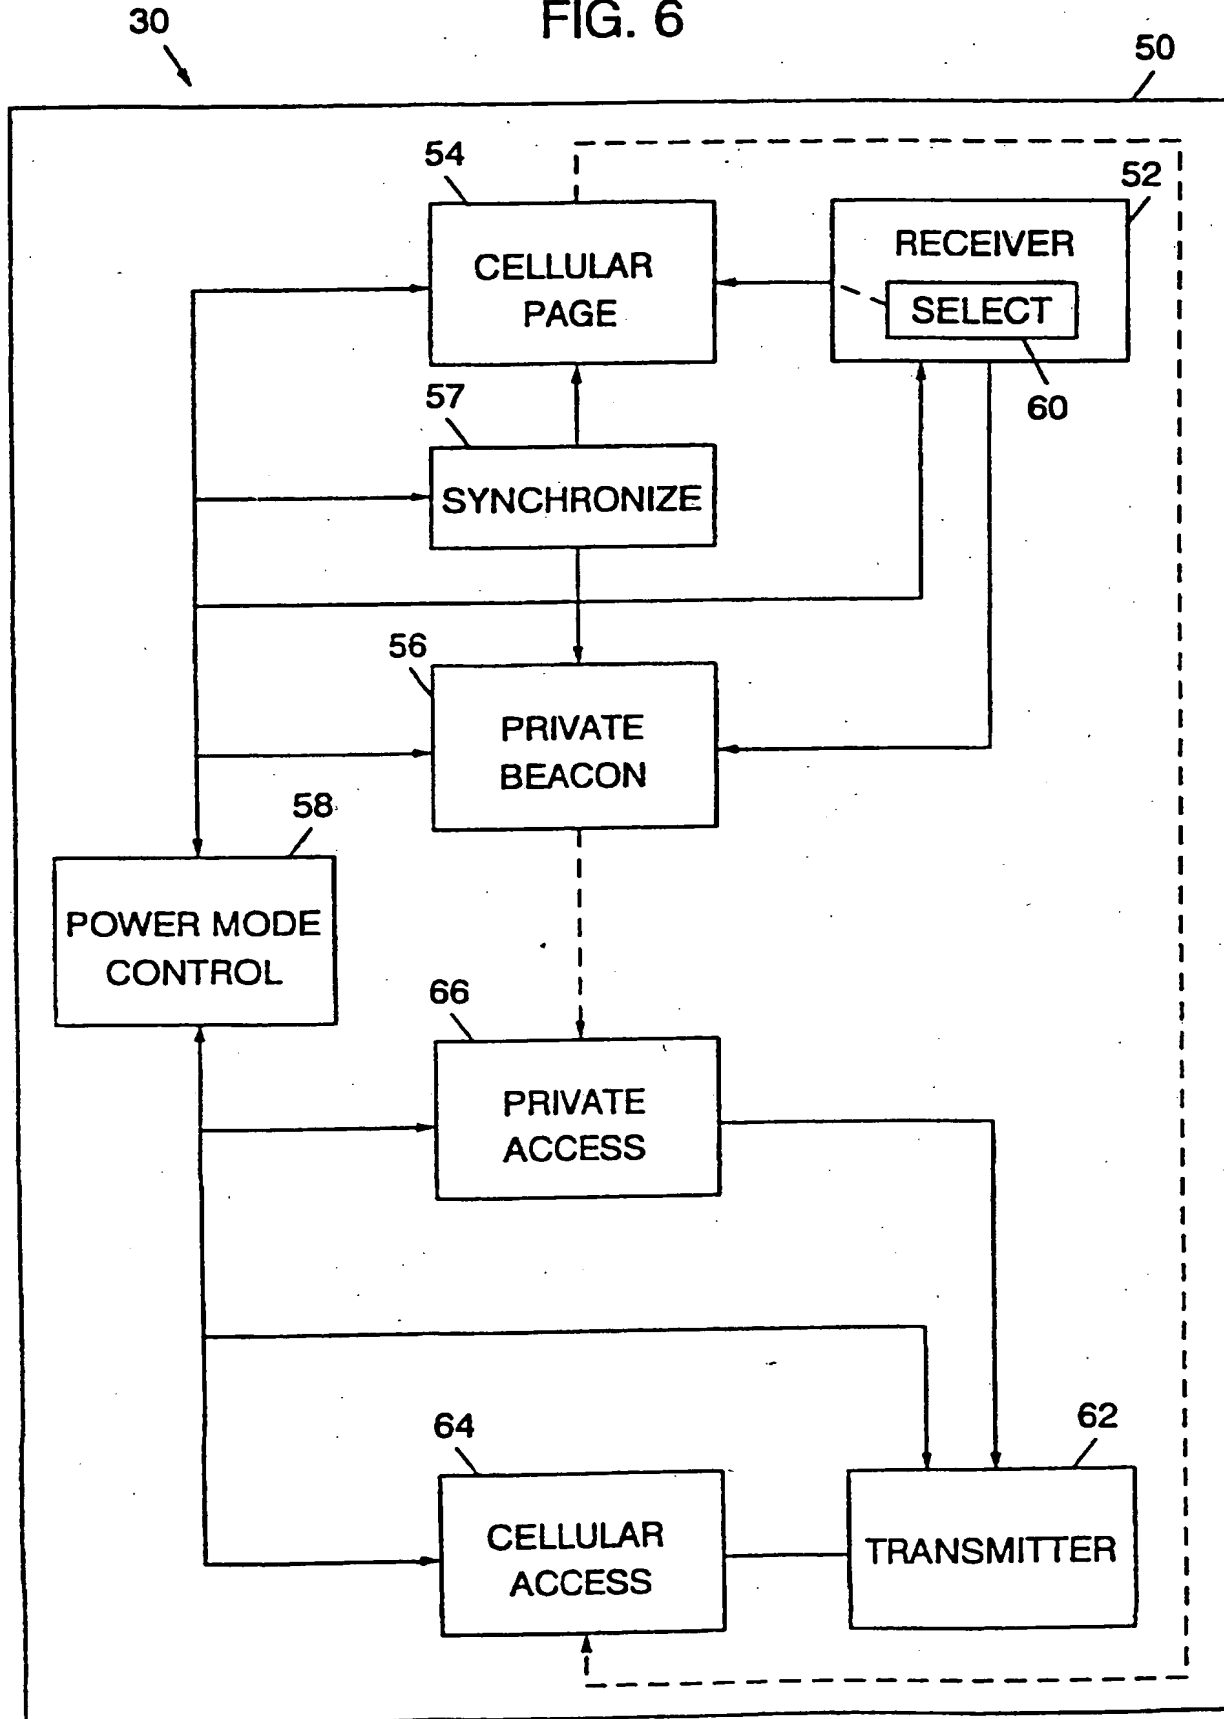 FIG. 6
30
50
54
52
CELLULAR
PAGE
RECEIVER
SELECT
60
57
SYNCHRONIZE
56
PRIVATE
BEACON
58
POWER MODE
CONTROL
66
PRIVATE
ACCESS
64
62
CELLULAR
ACCESS
TRANSMITTER